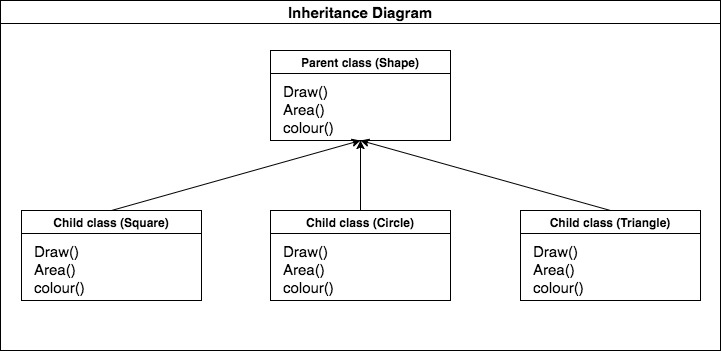 Inheritance Diagram
Parent class (Shape)
Draw()
Area()
colour()
Child class (Square)
Draw()
Area()
colour()
Child class (Circle)
Draw()
Area()
colour()
Child class (Triangle)
Draw()
Area()
colour()